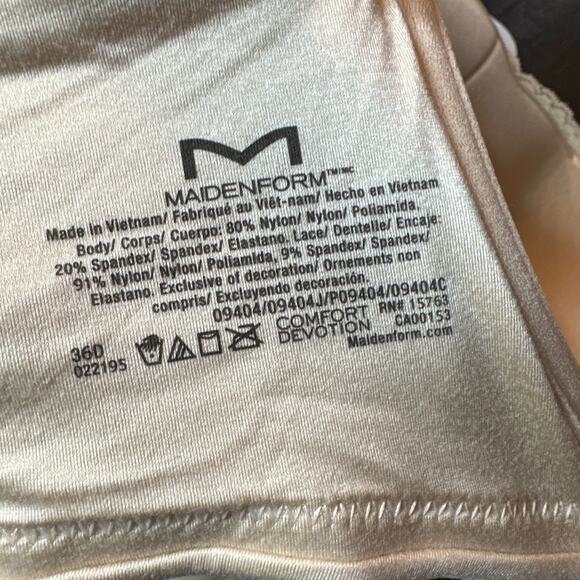 MAIDENFORM™/MC
Made in Vietnam/ Fabriqué au Viêt-nam/ Hecho en Vietnam
Body/ Corps/ Cuerpo: 80% Nylon/ Nylon/ Poliamida,
20% Spandex/ Spandex/ Elastano. Lace/ Dentelle/ Encaje:
91% Nylon/ Nylon/ Poliamida, 9% Spandex/ Spandex/
Elastano. Exclusive of decoration/ Ornements non
compris/ Excluyendo decoración.
09404/09404J/P09404/09404C
36D
022195
COMFORT
DEVOTION
RN# 15763
CA00153
Maidenform.com